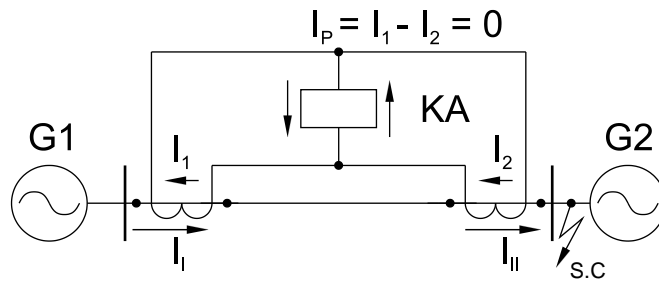 I_P = I_1 - I_2 = 0
KA
G1
G2
I_1
I_2
I_I
I_II
S.C